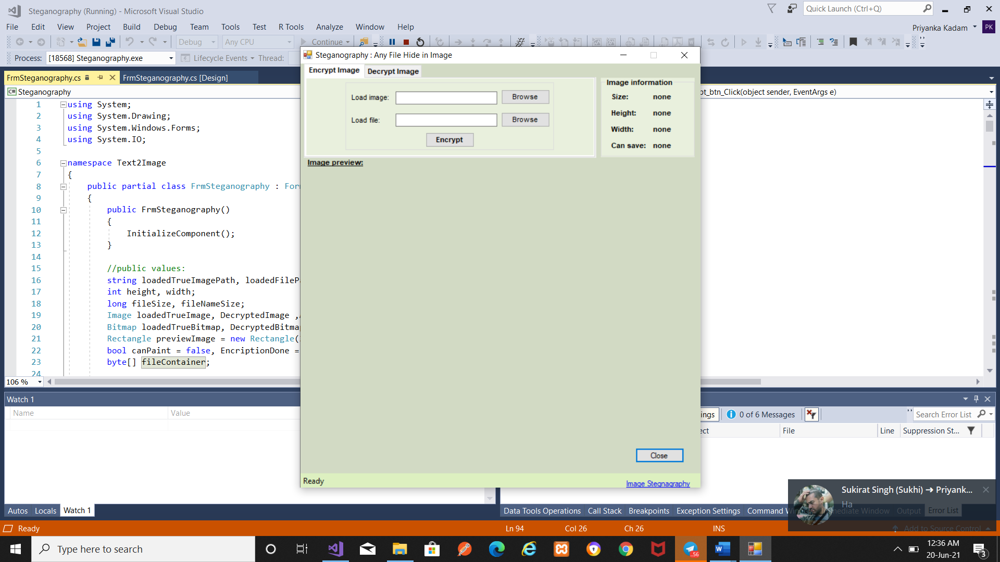 Steganography (Running) - Microsoft Visual Studio
Quick Launch (Ctrl+Q)
File Edit View Project Build Debug Team Tools Test R Tools Analyze Window Help
Priyanka Kadam PK
Debug Any CPU Continue
Process: [18568] Steganography.exe Lifecycle Events Thread:
FrmSteganography.cs FrmSteganography.cs [Design]
C# Steganography
pt_btn_Click(object sender, EventArgs e)
1 using System;
2 using System.Drawing;
3 using System.Windows.Forms;
4 using System.IO;
5
6 namespace Text2Image
7 {
8 public partial class FrmSteganography : For
9 {
10 public FrmSteganography()
11 {
12 InitializeComponent();
13 }
14
15 //public values:
16 string loadedTrueImagePath, loadedFileP
17 int height, width;
18 long fileSize, fileNameSize;
19 Image loadedTrueImage, DecryptedImage ,
20 Bitmap loadedTrueBitmap, DecryptedBitma
21 Rectangle previewImage = new Rectangle(
22 bool canPaint = false, EncriptionDone =
23 byte[] fileContainer;
24
106 %
Steganography : Any File Hide in Image
Encrypt Image Decrypt Image
Load image: Browse
Load file: Browse
Encrypt
Image information
Size: none
Height: none
Width: none
Can save: none
Image preview:
Close
Ready
Image Stegnagraphy
Watch 1
Name Value
ings 0 of 6 Messages Search Error List
ect File Line Suppression St...
Autos Locals Watch 1
Data Tools Operations Call Stack Breakpoints Exception Settings Command Win mediate Window Output Error List
Sukirat Singh (Sukhi) ➔ Priyank...
Ha
Ready Ln 94 Col 26 Ch 26 INS Add to Source Control
Type here to search
..56
12:36 AM
20-Jun-21
3